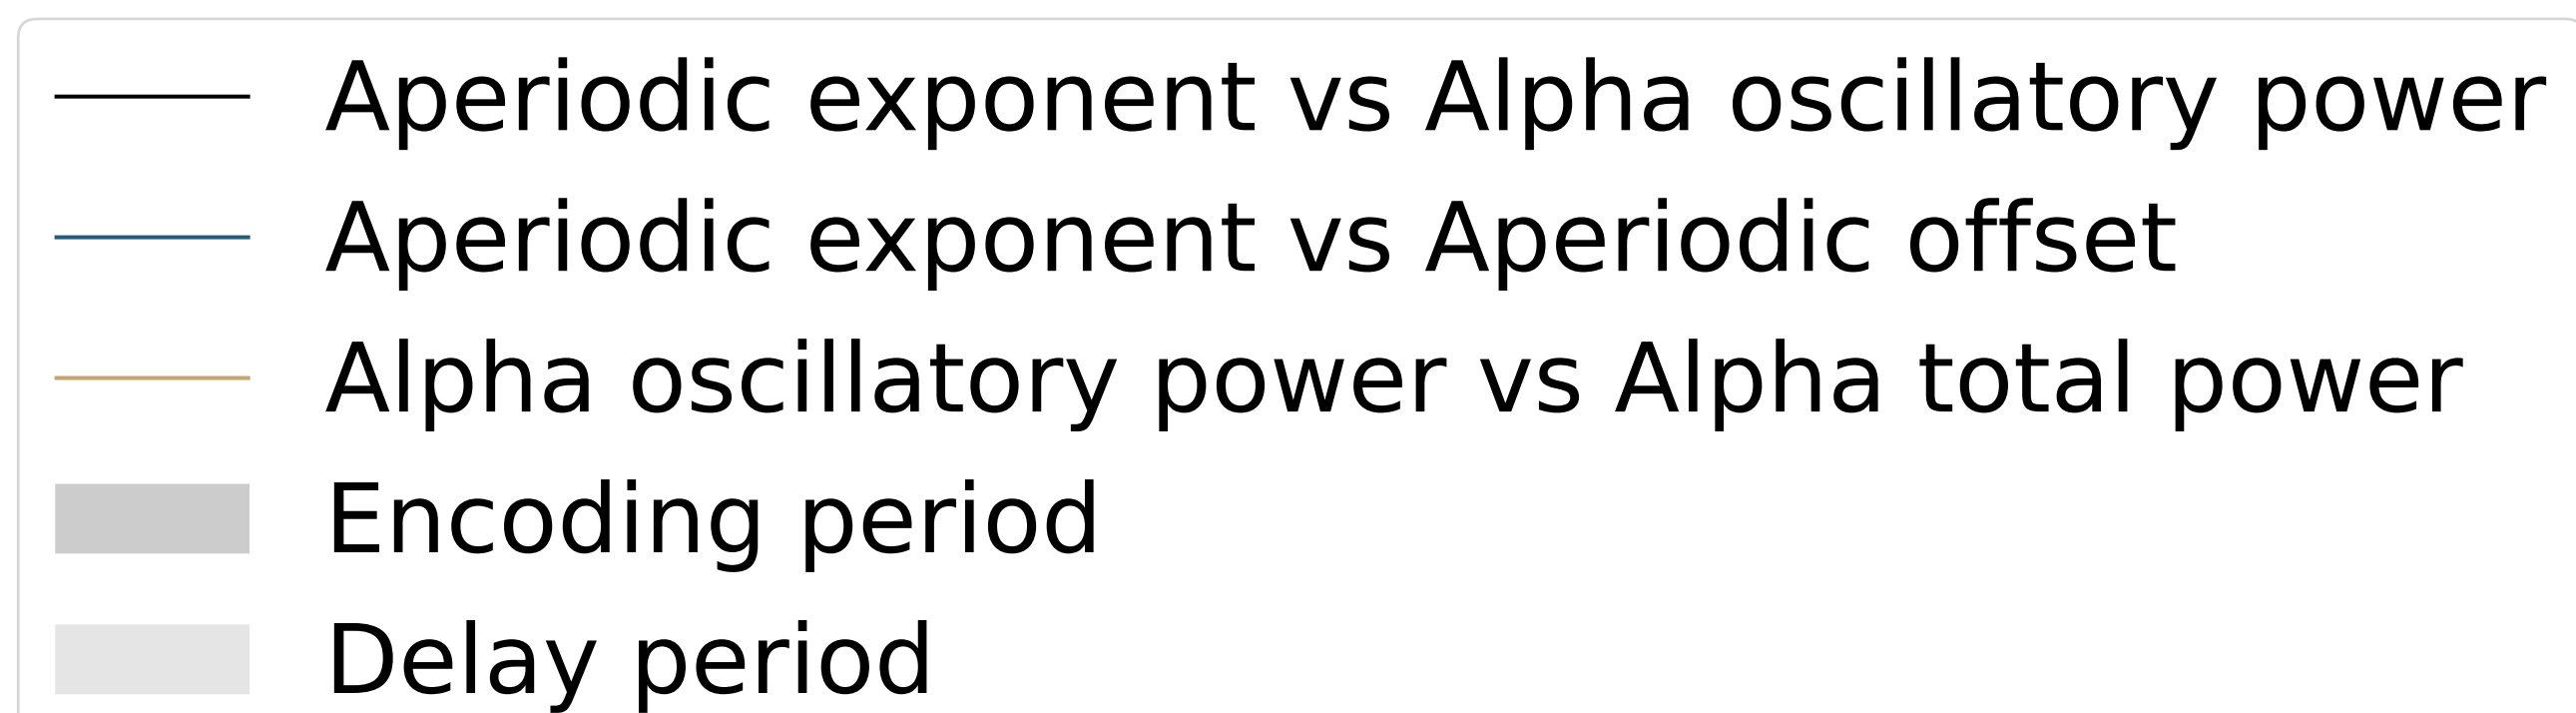 Aperiodic exponent vs Alpha oscillatory power
Aperiodic exponent vs Aperiodic offset
Alpha oscillatory power vs Alpha total power
Encoding period
Delay period